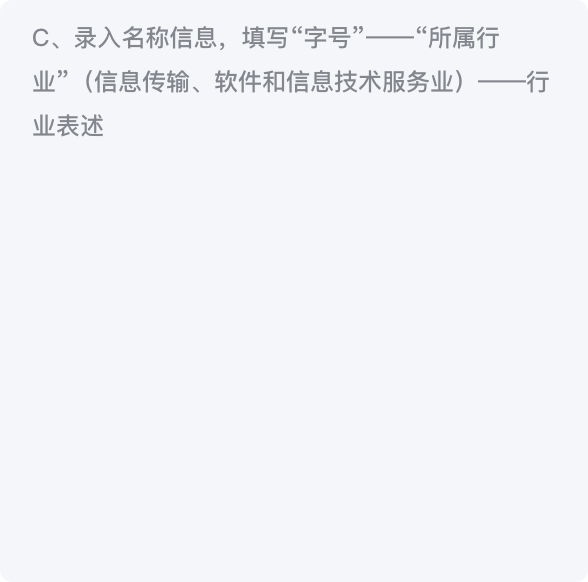 C、录入名称信息，填写“字号”——“所属行
业”（信息传输、软件和信息技术服务业）——行
业表述